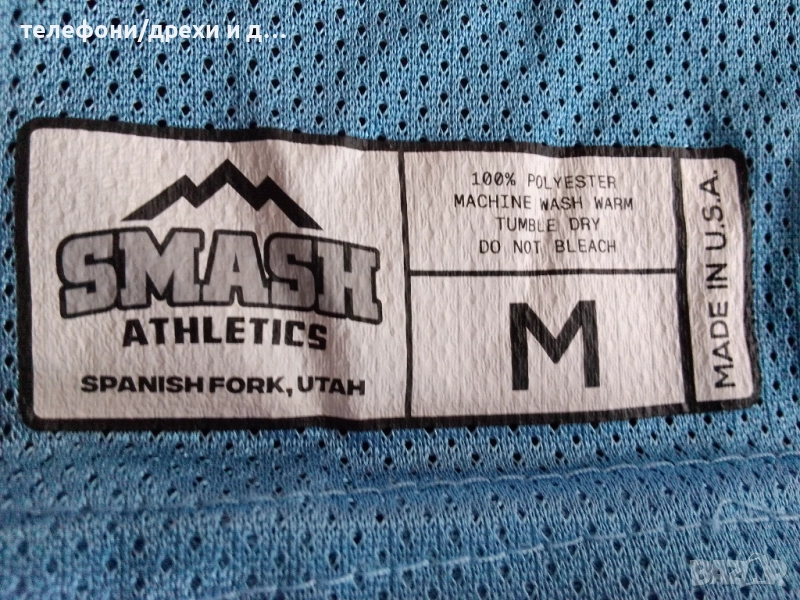 телефони/дрехи и д...
SMASH
ATHLETICS
SPANISH FORK, UTAH
100% POLYESTER
MACHINE WASH WARM
TUMBLE DRY
DO NOT BLEACH
M
MADE IN U.S.A.